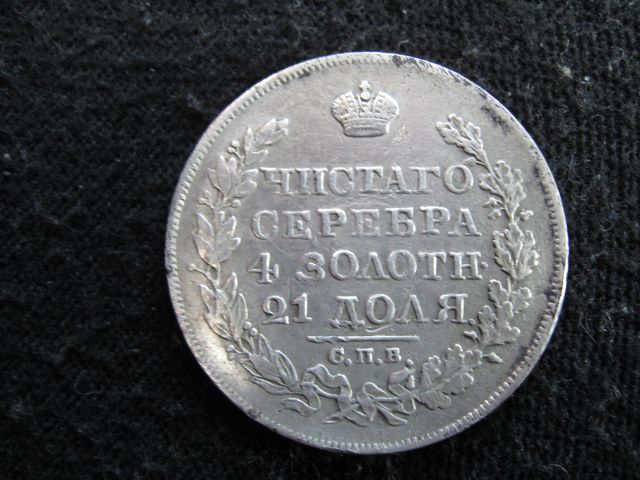 ЧИСТАГО
СЕРЕБРА
4 ЗОЛОТН.
21 ДОЛЯ.
С.П.Б.